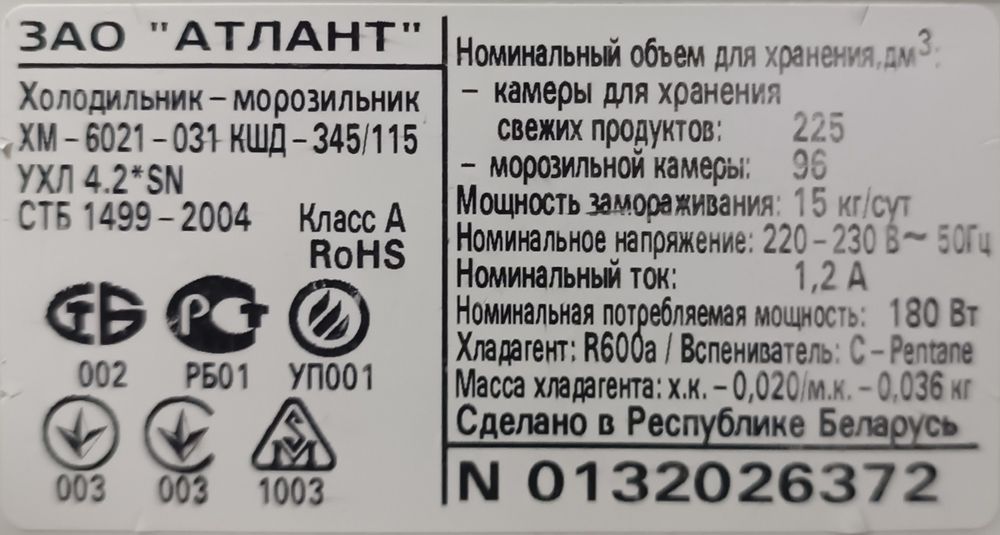 ЗАО "АТЛАНТ"
Холодильник – морозильник
ХМ – 6021 – 031 КШД – 345/115
УХЛ 4.2*SN
СТБ 1499 – 2004 Класс А
RoHS
СТБ РСТ
002 РБ01 УП001
003 003 1003
Номинальный объем для хранения,дм³:
– камеры для хранения
свежих продуктов: 225
– морозильной камеры: 96
Мощность замораживания: 15 кг/сут
Номинальное напряжение: 220 – 230 В~ 50Гц
Номинальный ток: 1,2 А
Номинальная потребляемая мощность: 180 Вт
Хладагент: R600a / Вспениватель: C – Pentane
Масса хладагента: х.к. – 0,020/м.к. – 0,036 кг
Сделано в Республике Беларусь
N 0132026372